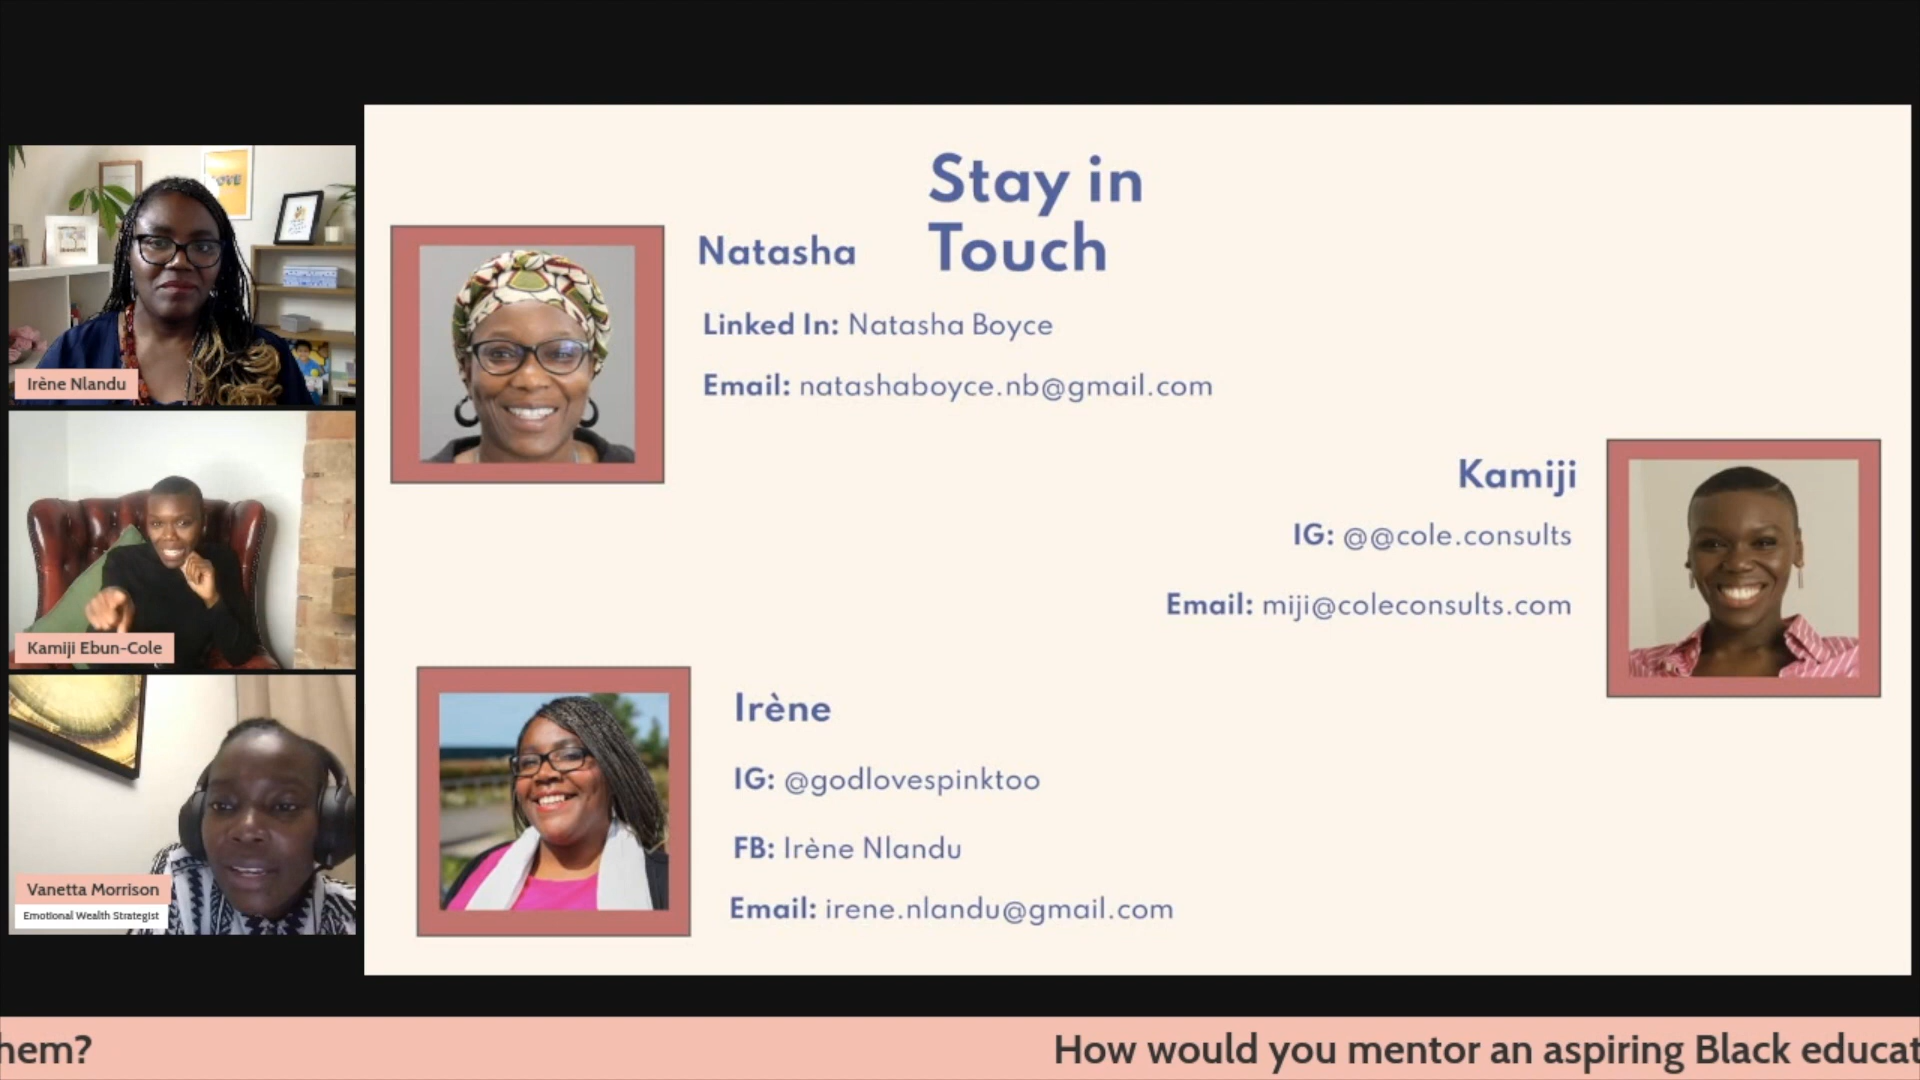 LOVE
Irène Nlandu
Kamiji Ebun-Cole
Vanetta Morrison
Emotional Wealth Strategist
Stay in
Touch
Natasha
Linked In: Natasha Boyce
Email: natashaboyce.nb@gmail.com
Kamiji
IG: @@cole.consults
Email: miji@coleconsults.com
Irène
IG: @godlovespinktoo
FB: Irène Nlandu
Email: irene.nlandu@gmail.com
hem?
How would you mentor an aspiring Black educat